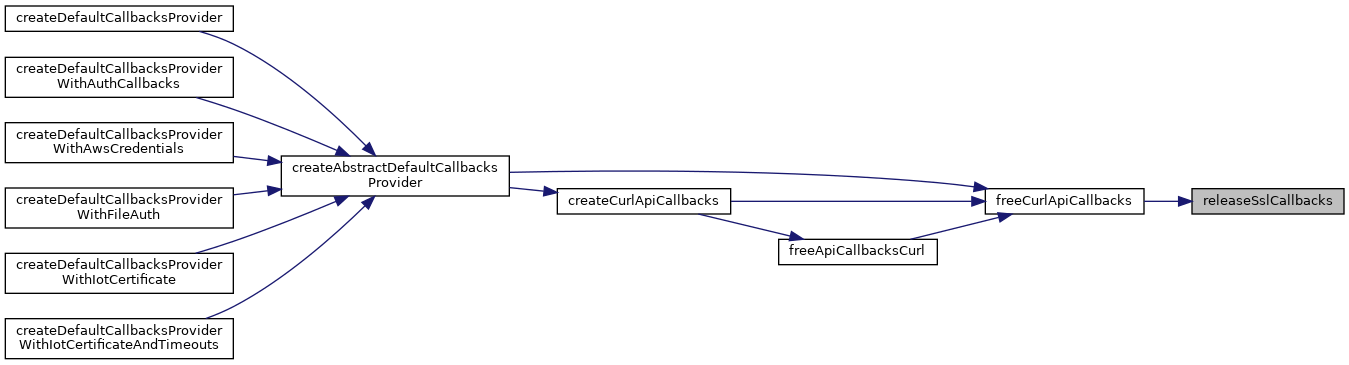 createDefaultCallbacksProvider
createDefaultCallbacksProvider
WithAuthCallbacks
createDefaultCallbacksProvider
WithAwsCredentials
createDefaultCallbacksProvider
WithFileAuth
createDefaultCallbacksProvider
WithIotCertificate
createDefaultCallbacksProvider
WithIotCertificateAndTimeouts
createAbstractDefaultCallbacks
Provider
createCurlApiCallbacks
freeApiCallbacksCurl
freeCurlApiCallbacks
releaseSslCallbacks